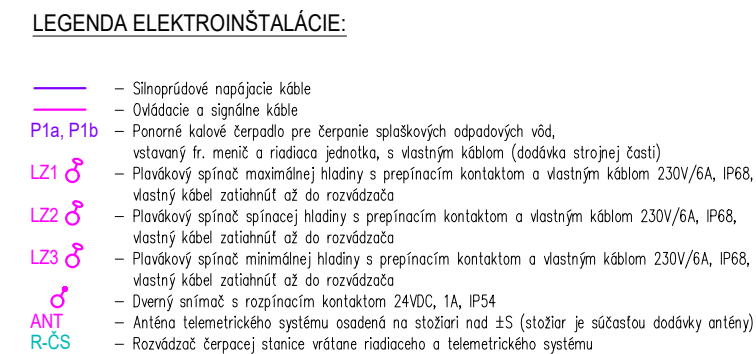 LEGENDA ELEKTROINŠTALÁCIE:
– Silnoprúdové napájacie káble
– Ovládacie a signálne káble
P1a, P1b – Ponorné kalové čerpadlo pre čerpanie splaškových odpadových vôd,
vstavaný fr. menič a riadiaca jednotka, s vlastným káblom (dodávka strojnej časti)
LZ1 – Plavákový spínač maximálnej hladiny s prepínacím kontaktom a vlastným káblom 230V/6A, IP68,
vlastný kábel zatiahnúť až do rozvádzača
LZ2 – Plavákový spínač spínacej hladiny s prepínacím kontaktom a vlastným káblom 230V/6A, IP68,
vlastný kábel zatiahnúť až do rozvádzača
LZ3 – Plavákový spínač minimálnej hladiny s prepínacím kontaktom a vlastným káblom 230V/6A, IP68,
vlastný kábel zatiahnúť až do rozvádzača
– Dverný snímač s rozpínacím kontaktom 24VDC, 1A, IP54
ANT – Anténa telemetrického systému osadená na stožiari nad ±S (stožiar je súčasťou dodávky antény)
R-ČS – Rozvádzač čerpacej stanice vrátane riadiaceho a telemetrického systému